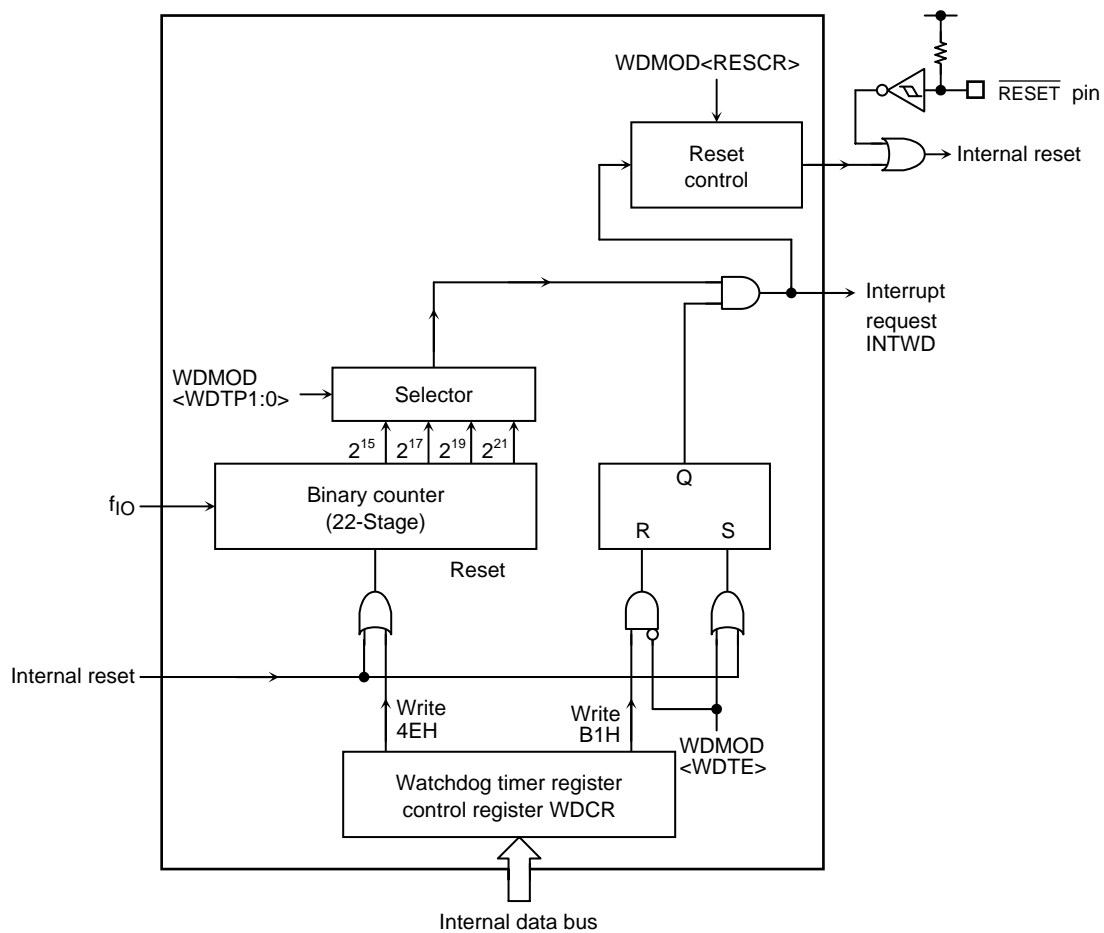 WDMOD<RESCR>
RESET pin
Reset
control
Internal reset
Interrupt
request
INTWD
WDMOD
<WDTP1:0>
Selector
2^15 2^17 2^19 2^21
fIO
Binary counter
(22-Stage)
Q
R S
Reset
Internal reset
Write
4EH
Write
B1H
WDMOD
<WDTE>
Watchdog timer register
control register WDCR
Internal data bus